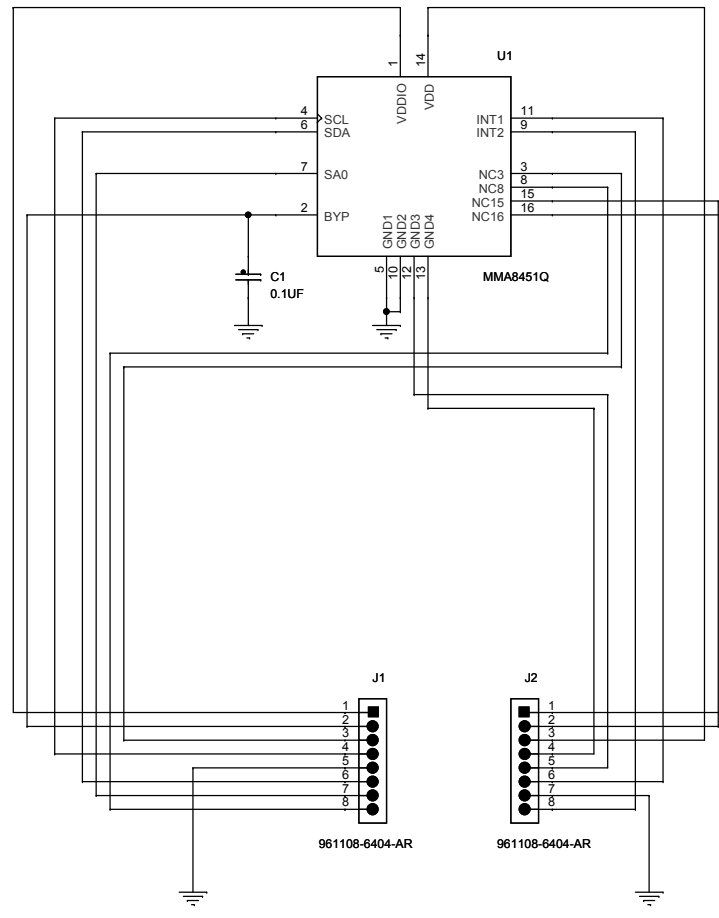 U1
1
14
VDDIO
VDD
4
SCL
6
SDA
7
SA0
2
BYP
INT1
11
INT2
9
NC3
3
NC8
8
NC15
15
NC16
16
GND1
GND2
GND3
GND4
5
10
12
13
MMA8451Q
C1
0.1UF
J1
J2
1
2
3
4
5
6
7
8
1
2
3
4
5
6
7
8
961108-6404-AR
961108-6404-AR